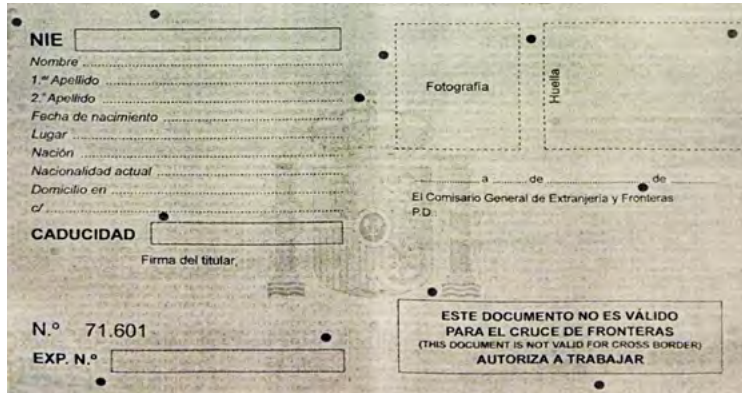 NIE
Nombre
1.er Apellido
2.º Apellido
Fecha de nacimiento
Lugar
Nación
Nacionalidad actual
Domicilio en
c/
CADUCIDAD
Firma del titular,
N.º 71.601
EXP. N.º
Fotografía
Huella
a de de
El Comisario General de Extranjería y Fronteras
P.D.
ESTE DOCUMENTO NO ES VÁLIDO
PARA EL CRUCE DE FRONTERAS
(THIS DOCUMENT IS NOT VALID FOR CROSS BORDER)
AUTORIZA A TRABAJAR